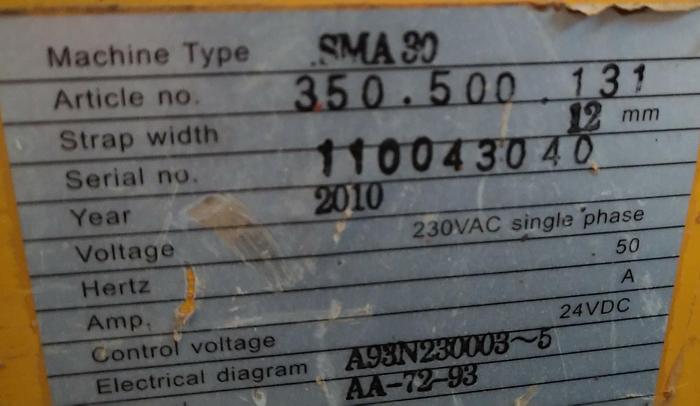 Machine Type SMA 30
Article no. 350.500.131
Strap width 12 mm
Serial no. 110043040
Year 2010
Voltage 230VAC single phase
Hertz 50
Amp. A
Control voltage 24VDC
Electrical diagram A93N230003~5
AA-72-93